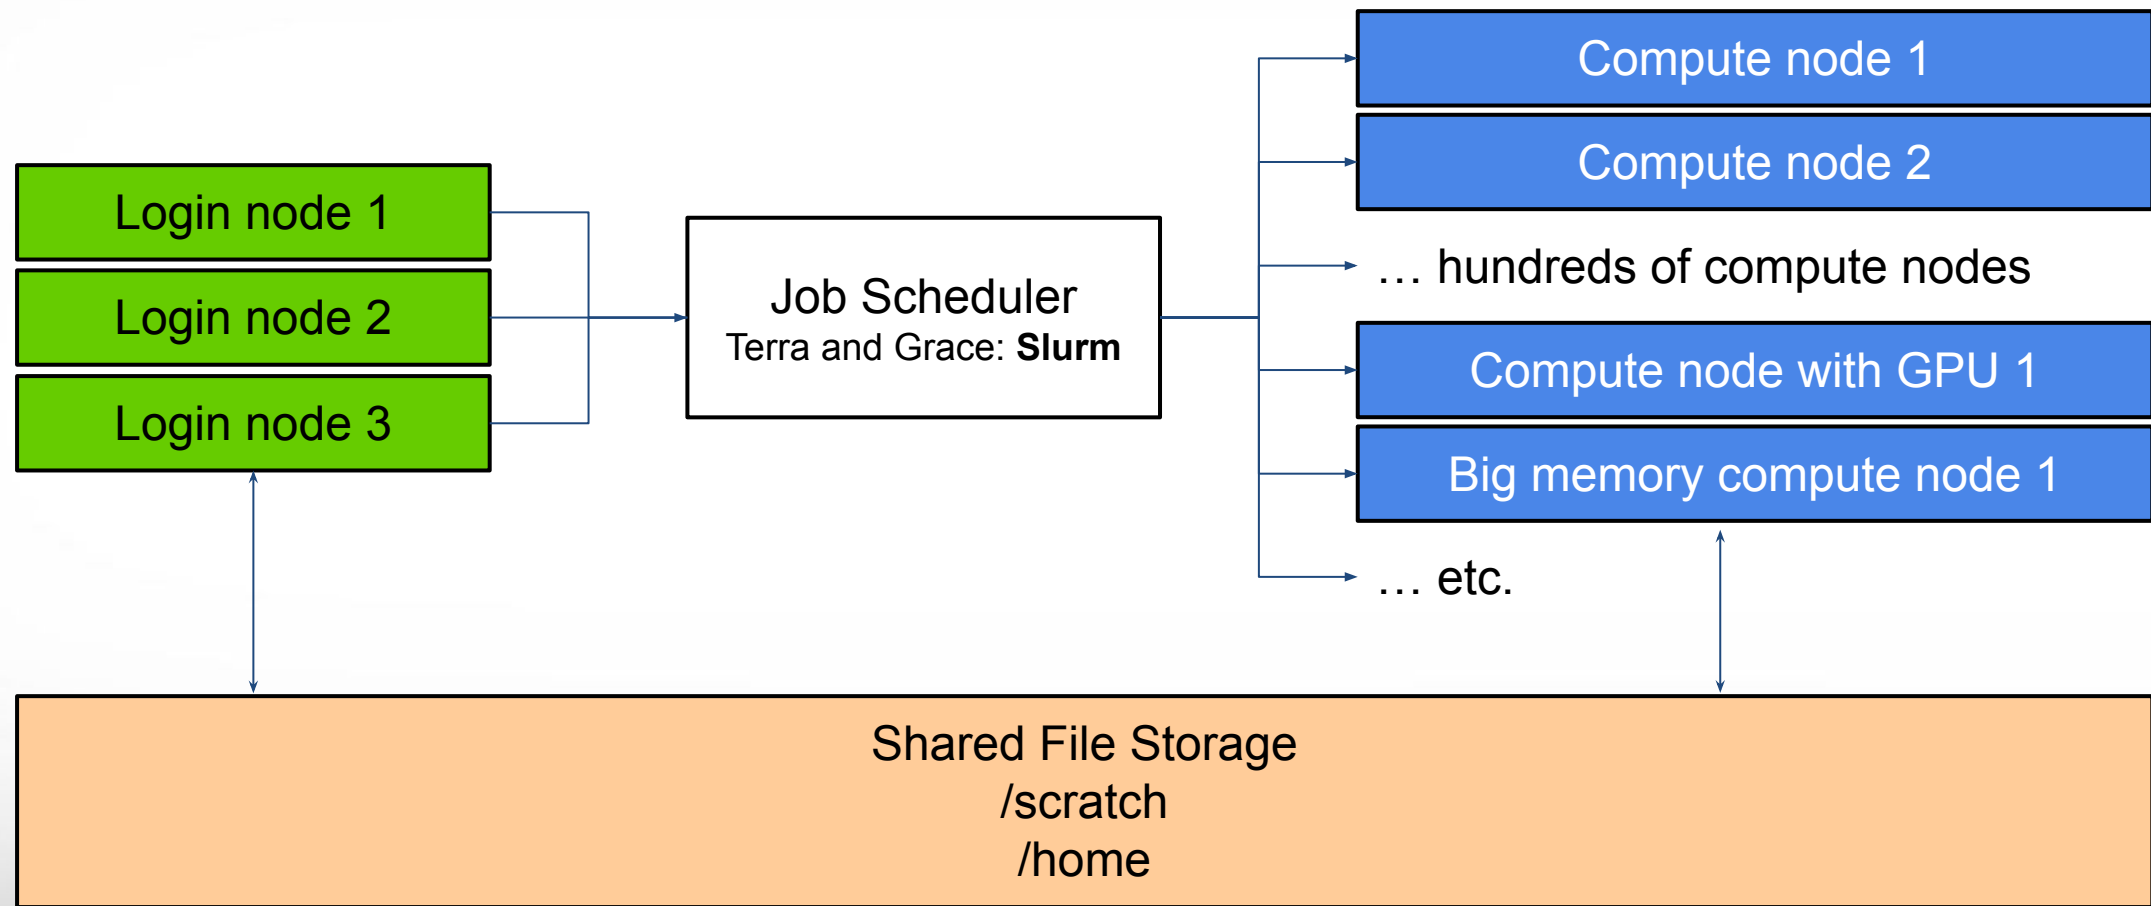 Login node 1
Login node 2
Login node 3
Job Scheduler
Terra and Grace: Slurm
Compute node 1
Compute node 2
… hundreds of compute nodes
Compute node with GPU 1
Big memory compute node 1
… etc.
Shared File Storage
/scratch
/home